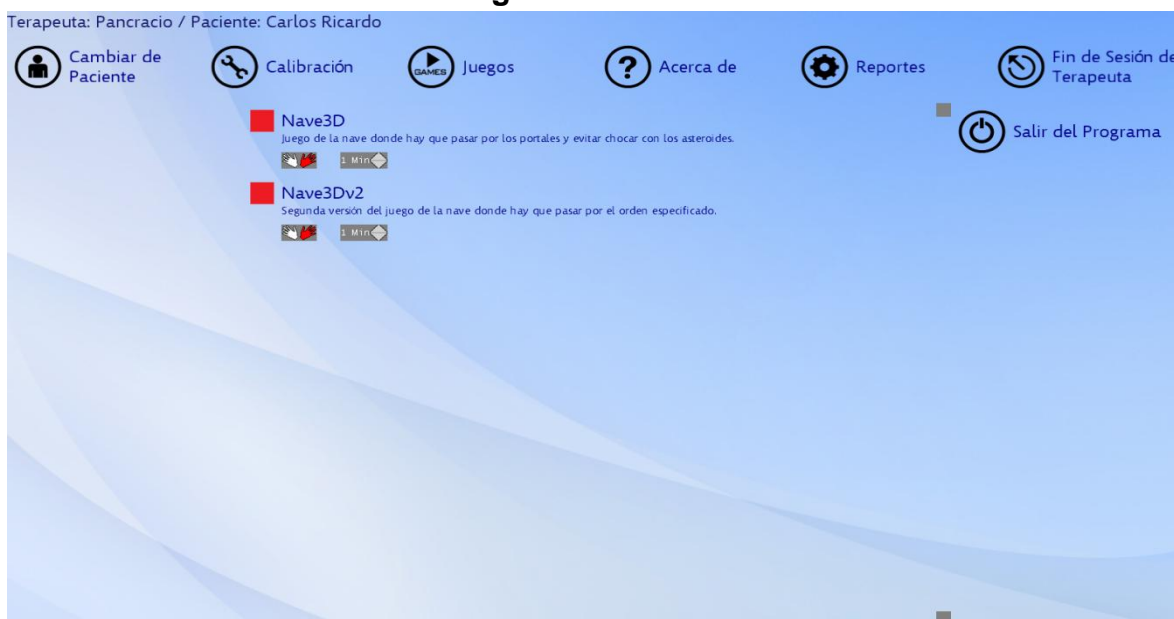 Terapeuta: Pancracio / Paciente: Carlos Ricardo
Cambiar de
Paciente
Calibración
GAMES
Juegos
?
Acerca de
Reportes
Fin de Sesión de
Terapeuta
Salir del Programa
Nave3D
Juego de la nave donde hay que pasar por los portales y evitar chocar con los asteroides.
1 Min
Nave3Dv2
Segunda versión del juego de la nave donde hay que pasar por el orden especificado.
1 Min